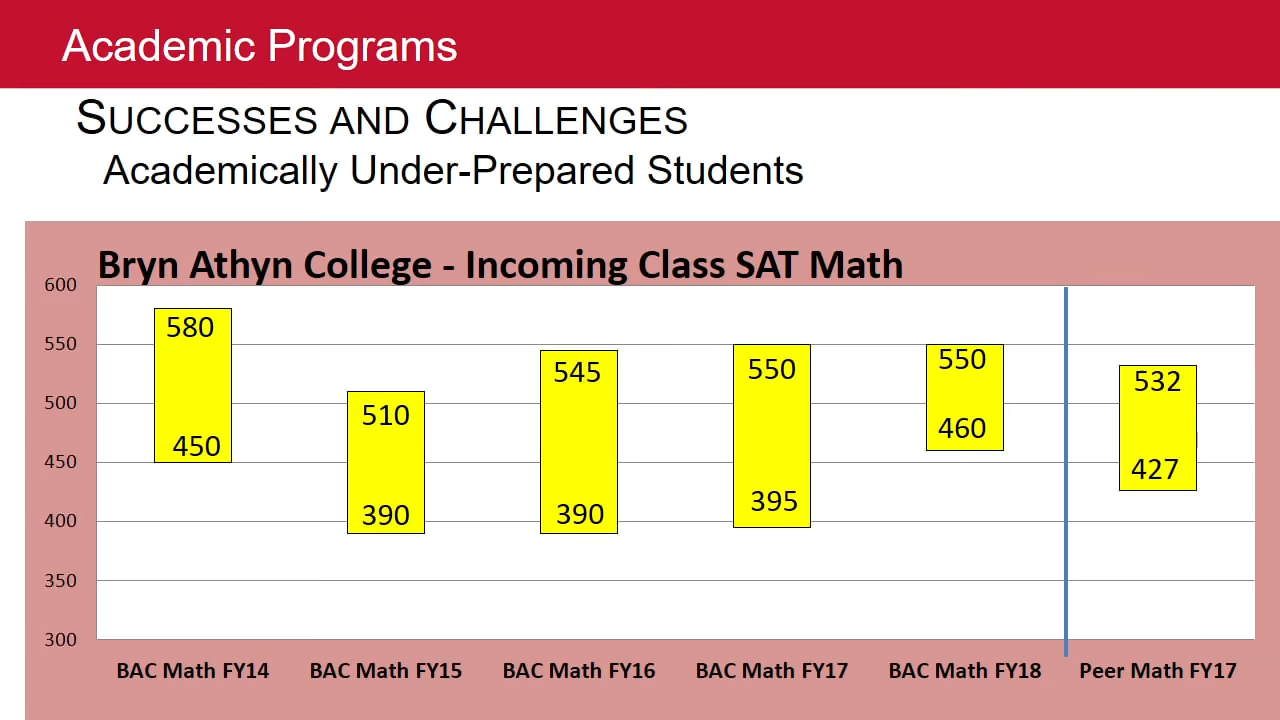 Academic Programs
SUCCESSES AND CHALLENGES
Academically Under-Prepared Students
Bryn Athyn College - Incoming Class SAT Math
600
550
500
450
400
350
300
580
450
510
390
545
390
550
395
550
460
532
427
BAC Math FY14
BAC Math FY15
BAC Math FY16
BAC Math FY17
BAC Math FY18
Peer Math FY17